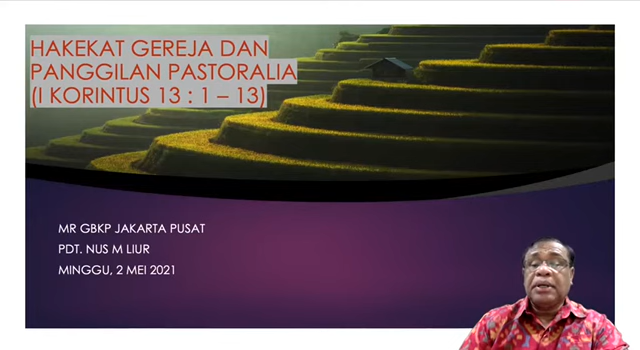 HAKEKAT GEREJA DAN
PANGGILAN PASTORALIA
(I KORINTUS 13 : 1 – 13)
MR GBKP JAKARTA PUSAT
PDT. NUS M LIUR
MINGGU, 2 MEI 2021